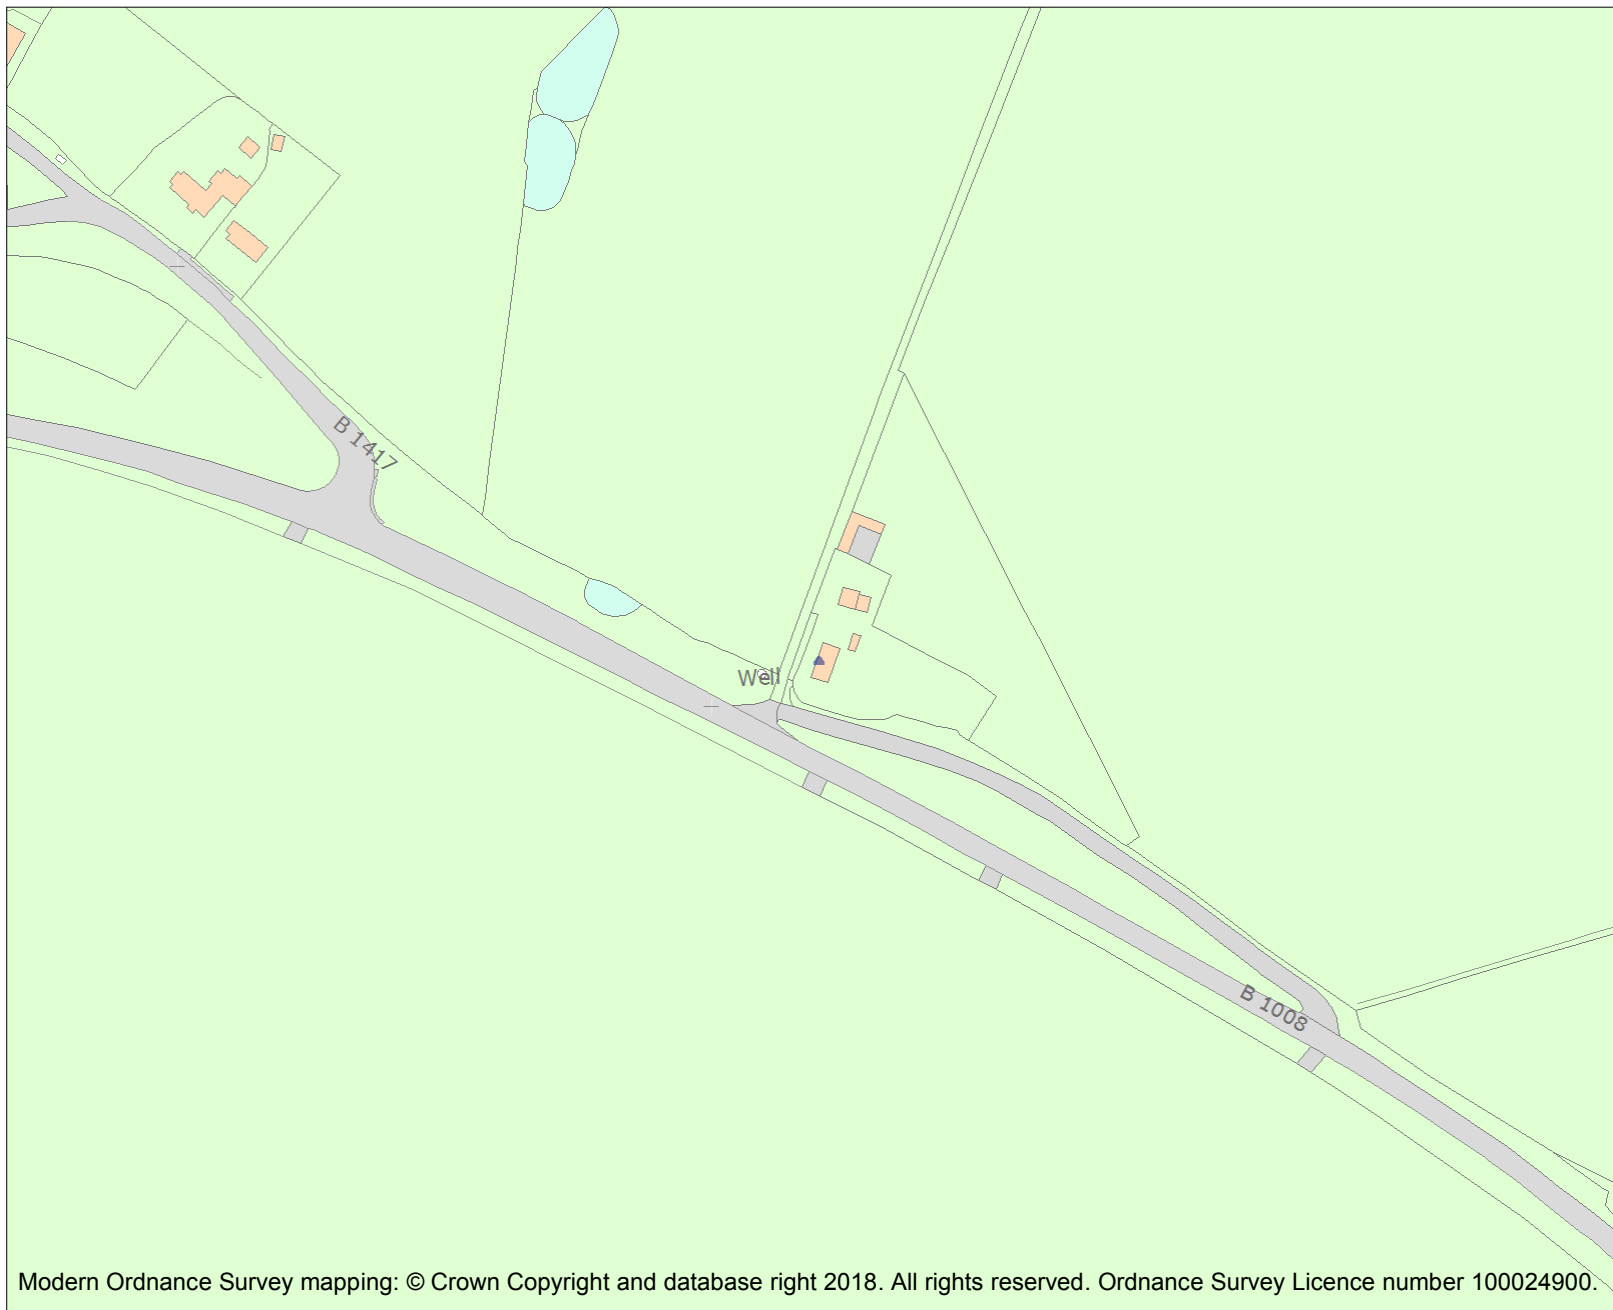 B 1417
Well
B 1008
Modern Ordnance Survey mapping: © Crown Copyright and database right 2018. All rights reserved. Ordnance Survey Licence number 100024900.